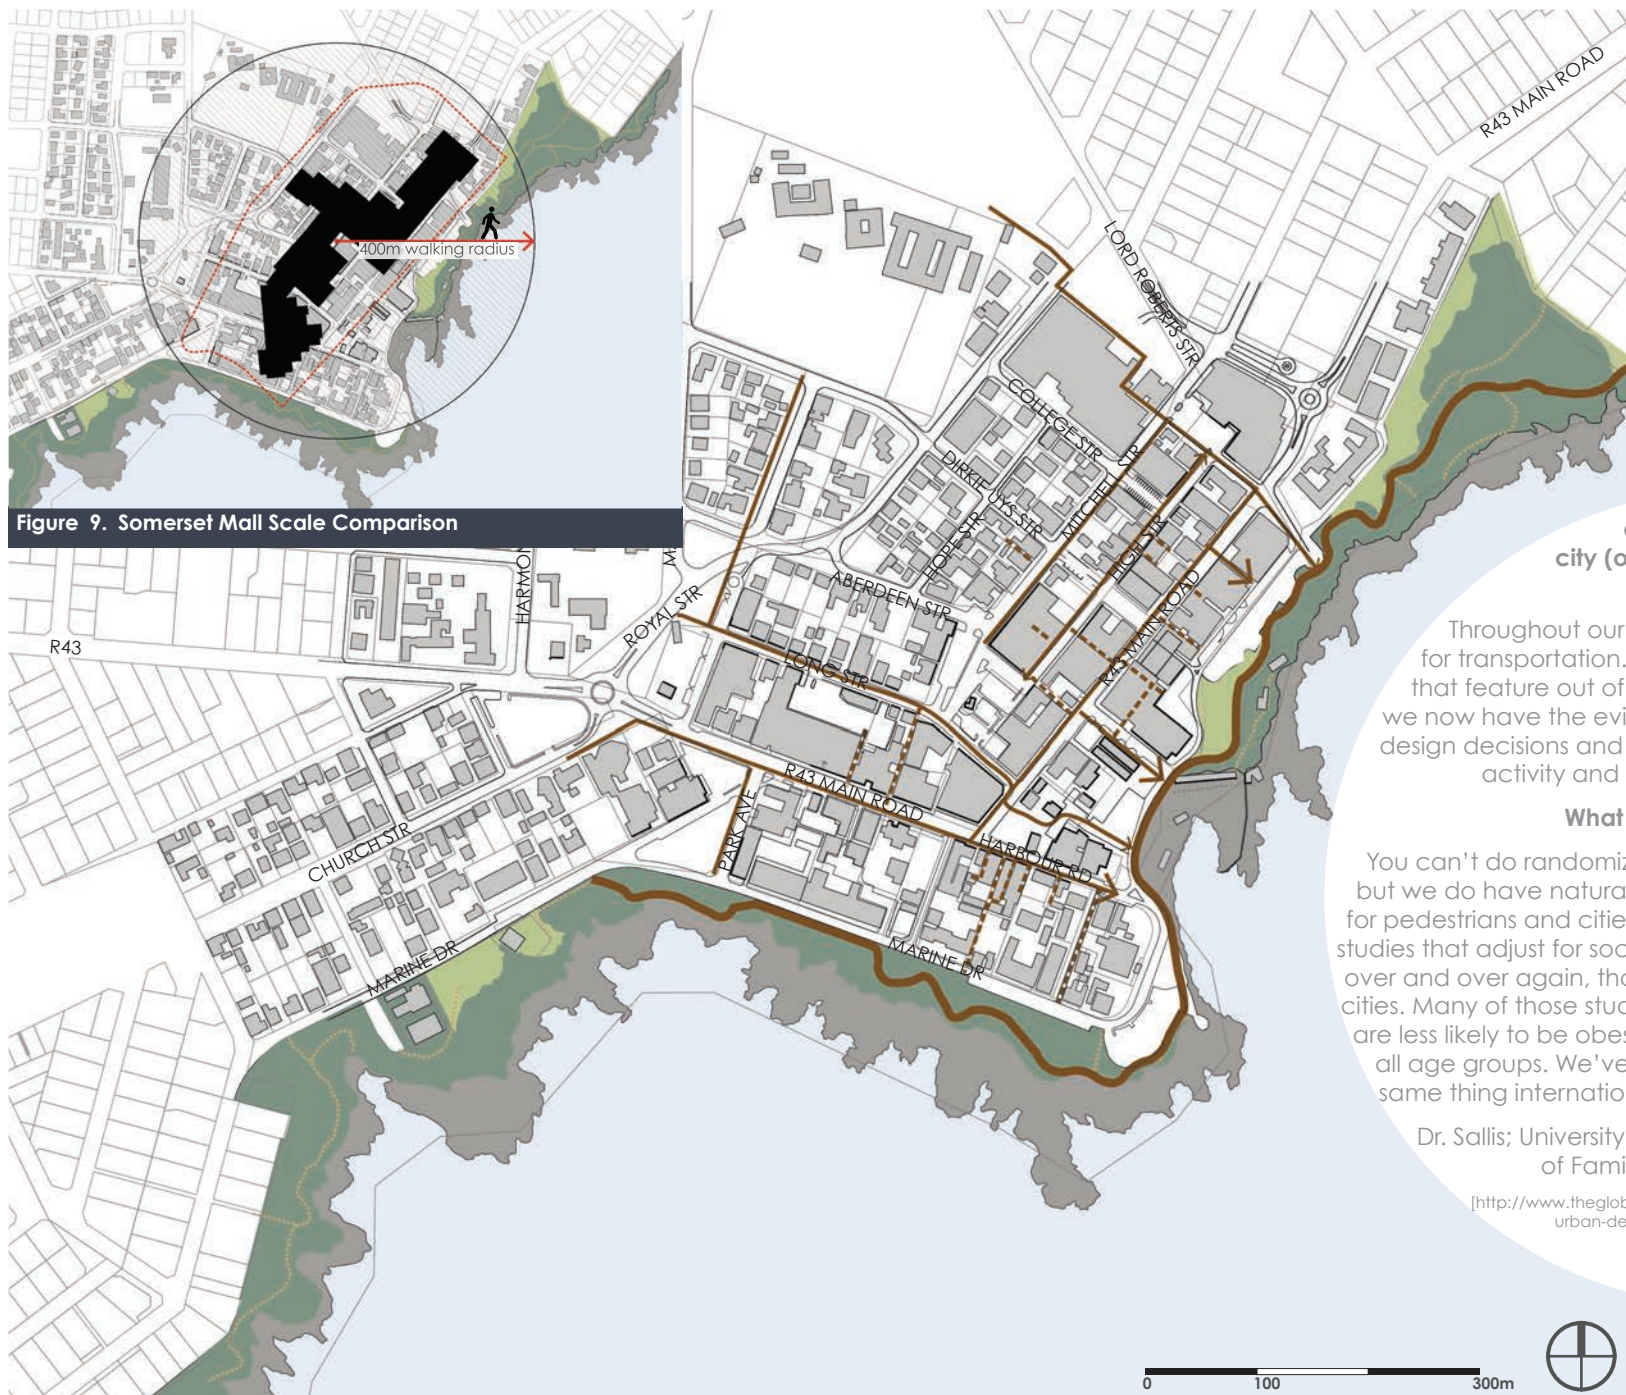 400m walking radius
Figure 9. Somerset Mall Scale Comparison
R43 MAIN ROAD
LORD ROBERTS STR
COLLEGE STR
DIRKIE UYS STR
MITCHELL STR
HOPE STR
HIGH STR
ABERDEEN STR
R43 MAIN ROAD
HARMON
ROYAL STR
R43
LONG STR
R43 MAIN ROAD
PARK AVE
HARBOUR RD
CHURCH STR
MARINE DR
MARINE DR
city (o
Throughout our
for transportation.
that feature out of
we now have the evi
design decisions and
activity and
What
You can't do randomiz
but we do have natura
for pedestrians and citie
studies that adjust for soc
over and over again, tha
cities. Many of those stud
are less likely to be obes
all age groups. We've
same thing internatio
Dr. Sallis; University
of Fami
[http://www.theglob
urban-de
0 100 300m